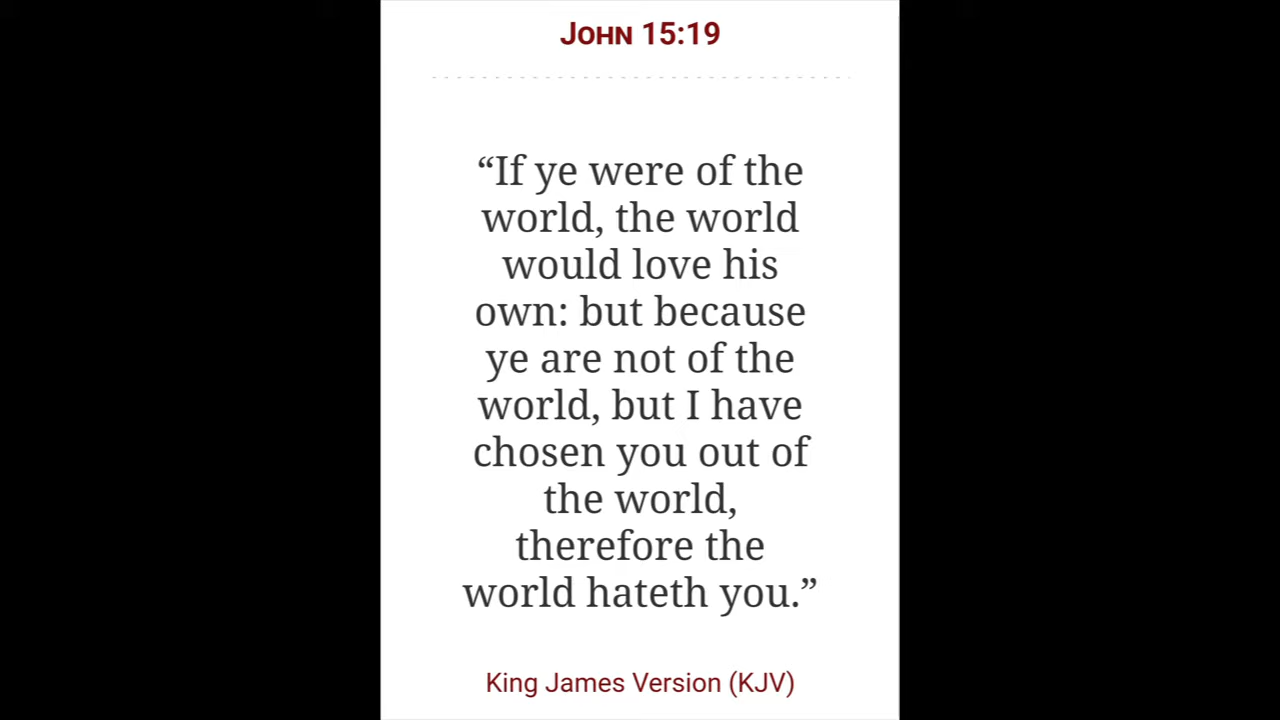 John 15:19
“If ye were of the
world, the world
would love his
own: but because
ye are not of the
world, but I have
chosen you out of
the world,
therefore the
world hateth you.”
King James Version (KJV)